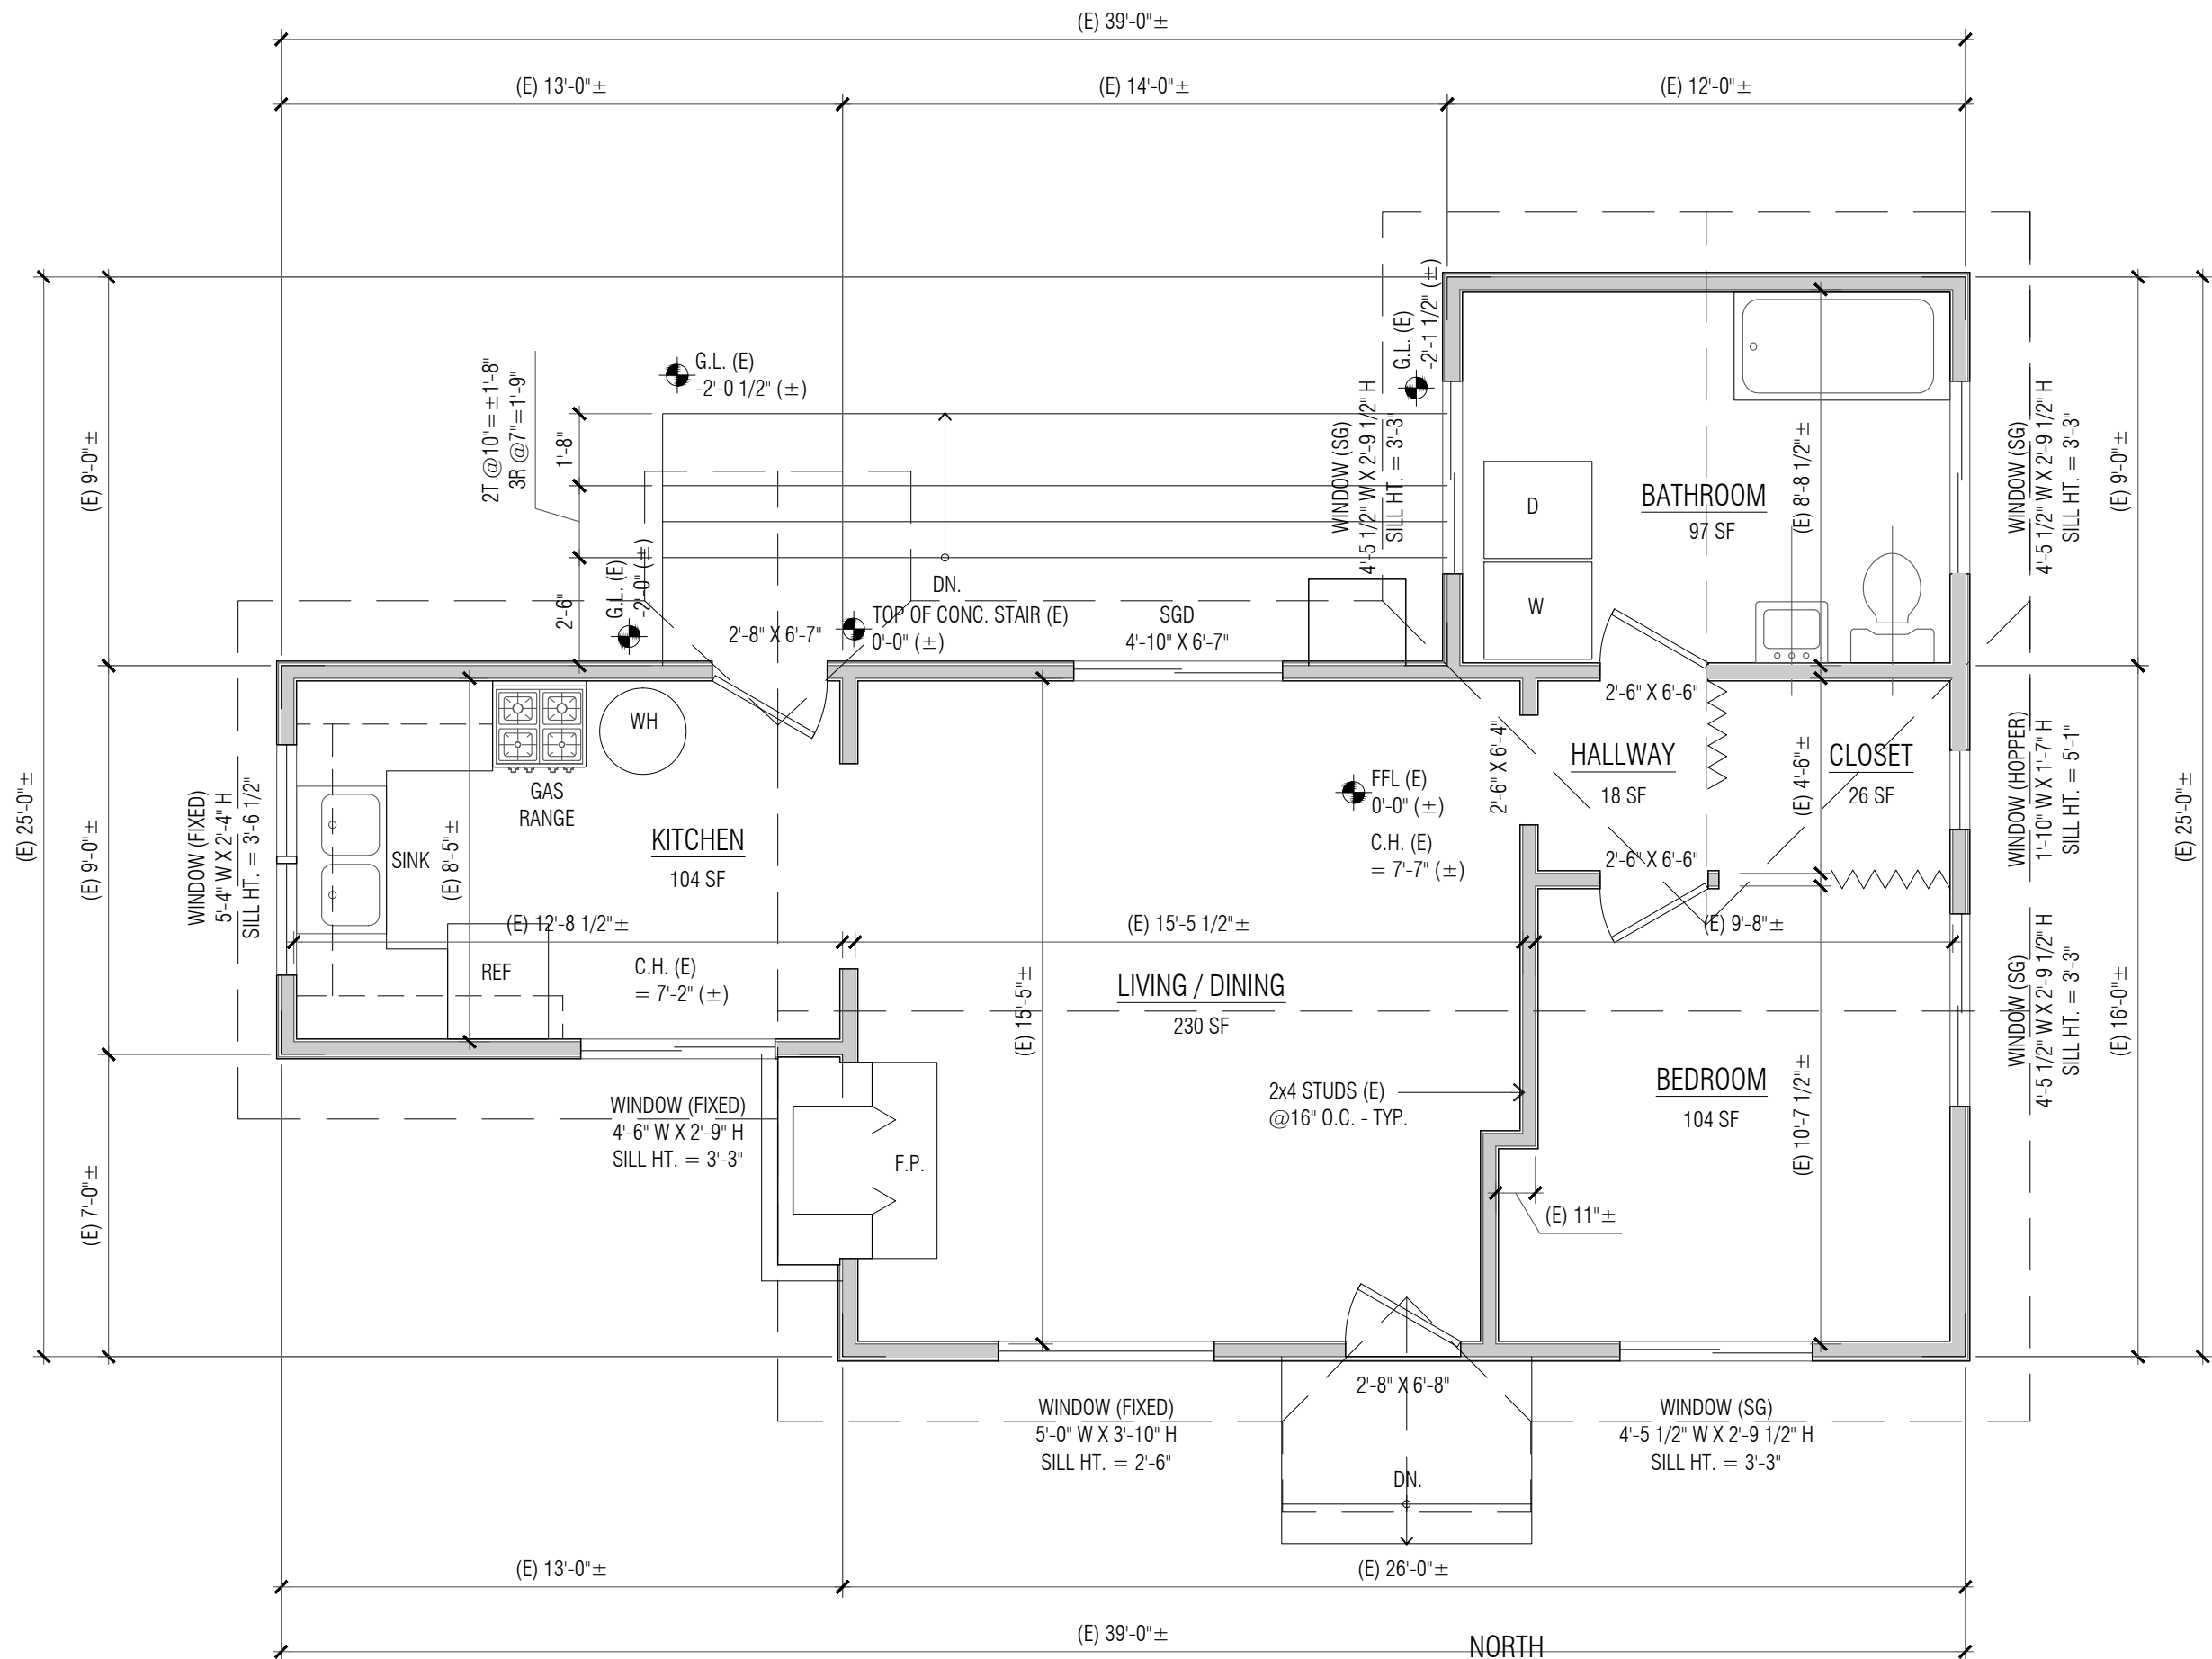 (E) 39'-0"±
(E) 13'-0"±
(E) 14'-0"±
(E) 12'-0"±
G.L. (E)
-2'-0 1/2" (±)
G.L. (E)
-2'-1 1/2" (±)
2T @10"=±1'-8"
3R @7"=1'-9"
1'-8"
2'-6"
G.L. (E)
-2'-0" (±)
(E) 9'-0"±
(E) 25'-0"±
(E) 9'-0"±
(E) 7'-0"±
WINDOW (SG)
4'-5 1/2" W X 2'-9 1/2" H
SILL HT. = 3'-3"
D
W
BATHROOM
97 SF
(E) 8'-8 1/2"±
WINDOW (SG)
4'-5 1/2" W X 2'-9 1/2" H
SILL HT. = 3'-3"
(E) 9'-0"±
DN.
TOP OF CONC. STAIR (E)
0'-0" (±)
2'-8" X 6'-7"
SGD
4'-10" X 6'-7"
2'-6" X 6'-6"
WH
GAS
RANGE
SINK
(E) 8'-5"±
KITCHEN
104 SF
WINDOW (FIXED)
5'-4" W X 2'-4" H
SILL HT. = 3'-6 1/2"
FFL (E)
0'-0" (±)
C.H. (E)
= 7'-7" (±)
2'-6" X 6'-4"
HALLWAY
18 SF
(E) 4'-6"±
CLOSET
26 SF
WINDOW (HOPPER)
1'-10" W X 1'-7" H
SILL HT. = 5'-1"
(E) 25'-0"±
2'-6" X 6'-6"
(E) 12'-8 1/2"±
(E) 15'-5 1/2"±
(E) 9'-8"±
REF
C.H. (E)
= 7'-2" (±)
(E) 15'-5"±
LIVING / DINING
230 SF
WINDOW (SG)
4'-5 1/2" W X 2'-9 1/2" H
SILL HT. = 3'-3"
(E) 16'-0"±
WINDOW (FIXED)
4'-6" W X 2'-9" H
SILL HT. = 3'-3"
F.P.
2x4 STUDS (E)
@16" O.C. - TYP.
BEDROOM
104 SF
(E) 10'-7 1/2"±
(E) 11"±
2'-8" X 6'-8"
WINDOW (FIXED)
5'-0" W X 3'-10" H
SILL HT. = 2'-6"
WINDOW (SG)
4'-5 1/2" W X 2'-9 1/2" H
SILL HT. = 3'-3"
DN.
(E) 13'-0"±
(E) 26'-0"±
(E) 39'-0"±
NORTH